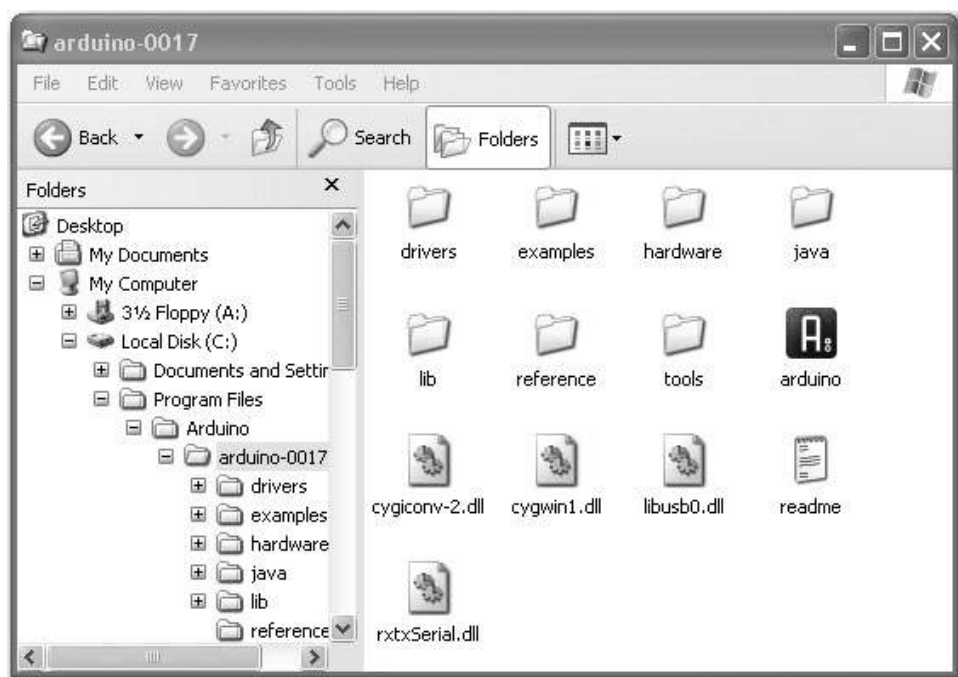 arduino-0017
File Edit View Favorites Tools Help
Back Search Folders
Folders
Desktop
My Documents
My Computer
3½ Floppy (A:)
Local Disk (C:)
Documents and Settir
Program Files
Arduino
arduino-0017
drivers
examples
hardware
java
lib
reference
drivers examples hardware java
lib reference tools arduino
cygiconv-2.dll cygwin1.dll libusb0.dll readme
rxtxSerial.dll